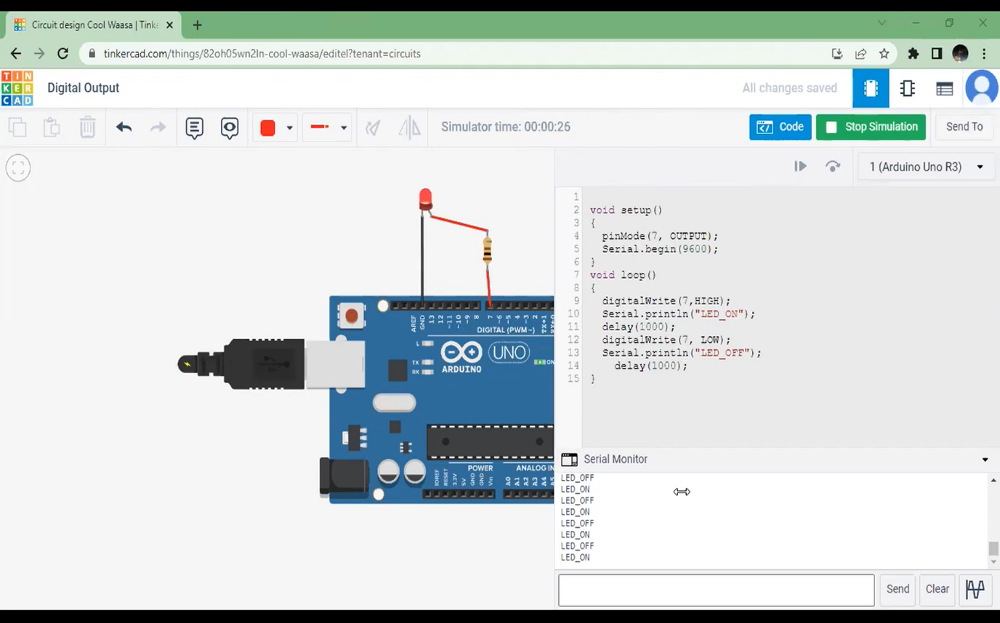 Circuit design Cool Waasa | Tink
tinkercad.com/things/82oh05wn2ln-cool-waasa/editel?tenant=circuits
TIN
KER
CAD
Digital Output
All changes saved
Simulator time: 00:00:26
Code
Stop Simulation
Send To
1 (Arduino Uno R3)
1
2 void setup()
3 {
4 pinMode(7, OUTPUT);
5 Serial.begin(9600);
6 }
7 void loop()
8 {
9 digitalWrite(7,HIGH);
10 Serial.println("LED_ON");
11 delay(1000);
12 digitalWrite(7, LOW);
13 Serial.println("LED_OFF");
14 delay(1000);
15 }
AREF GND 13 12 ~11 ~10 ~9 8 7 ~6 ~5 4 ~3 2 TX→1 RX←0
DIGITAL (PWM ~)
L
TX
RX
UNO
ON
ARDUINO
POWER
ANALOG IN
IOREF RESET 3.3V 5V GND GND Vin A0 A1 A2 A3 A4 A5
Serial Monitor
LED_OFF
LED_ON
LED_OFF
LED_ON
LED_OFF
LED_ON
LED_OFF
LED_ON
Send
Clear